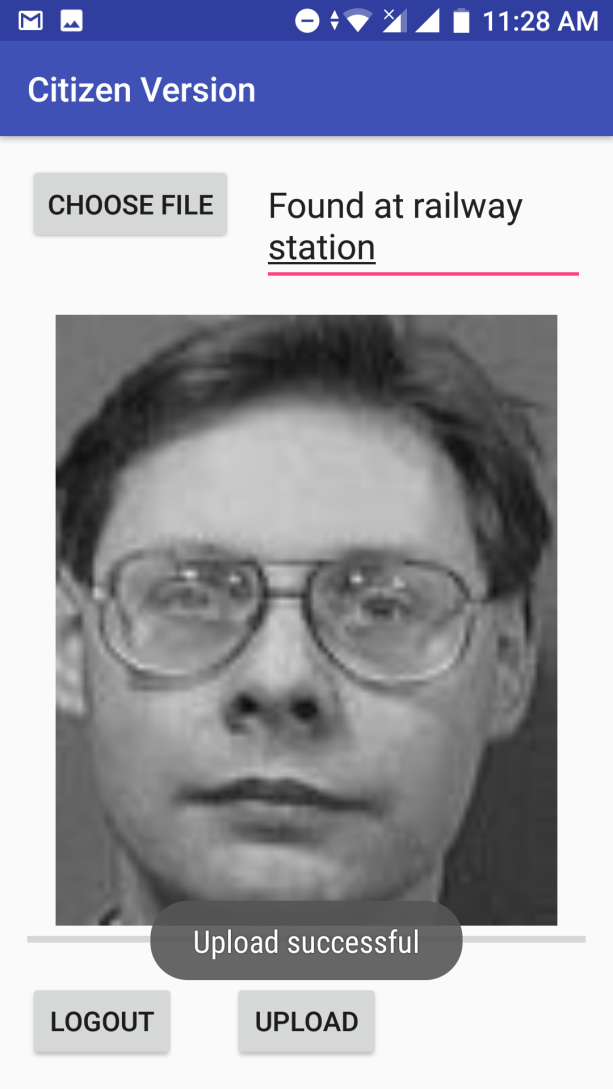 11:28 AM
Citizen Version
CHOOSE FILE
Found at railway
station
Upload successful
LOGOUT
UPLOAD